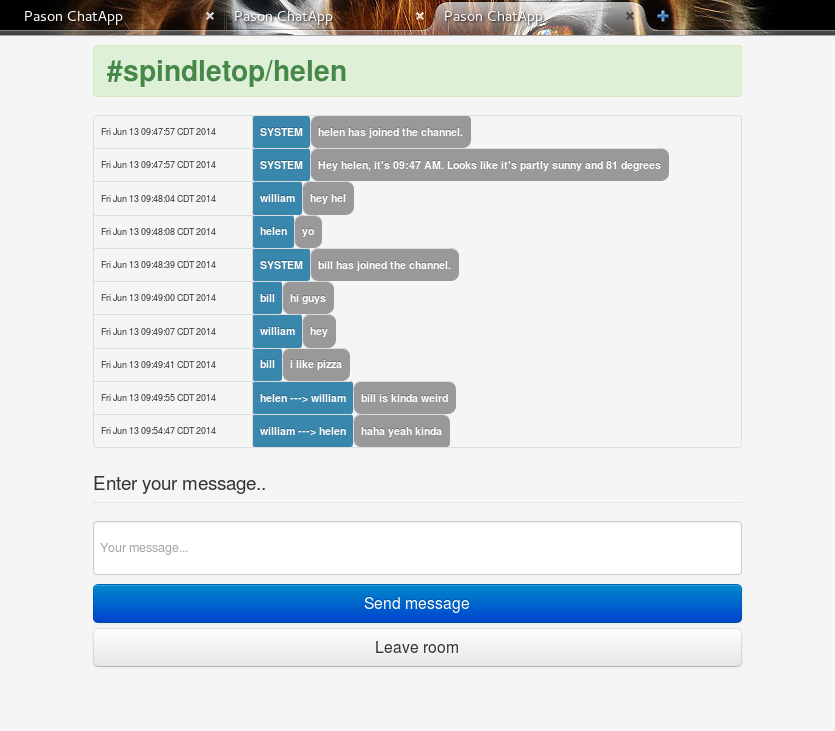 Pason ChatApp × Pason ChatApp × Pason ChatApp × +
#spindletop/helen
Fri Jun 13 09:47:57 CDT 2014 SYSTEM helen has joined the channel.
Fri Jun 13 09:47:57 CDT 2014 SYSTEM Hey helen, it's 09:47 AM. Looks like it's partly sunny and 81 degrees
Fri Jun 13 09:48:04 CDT 2014 william hey hel
Fri Jun 13 09:48:08 CDT 2014 helen yo
Fri Jun 13 09:48:39 CDT 2014 SYSTEM bill has joined the channel.
Fri Jun 13 09:49:00 CDT 2014 bill hi guys
Fri Jun 13 09:49:07 CDT 2014 william hey
Fri Jun 13 09:49:41 CDT 2014 bill i like pizza
Fri Jun 13 09:49:55 CDT 2014 helen ---> william bill is kinda weird
Fri Jun 13 09:54:47 CDT 2014 william ---> helen haha yeah kinda
Enter your message..
Your message...
Send message
Leave room